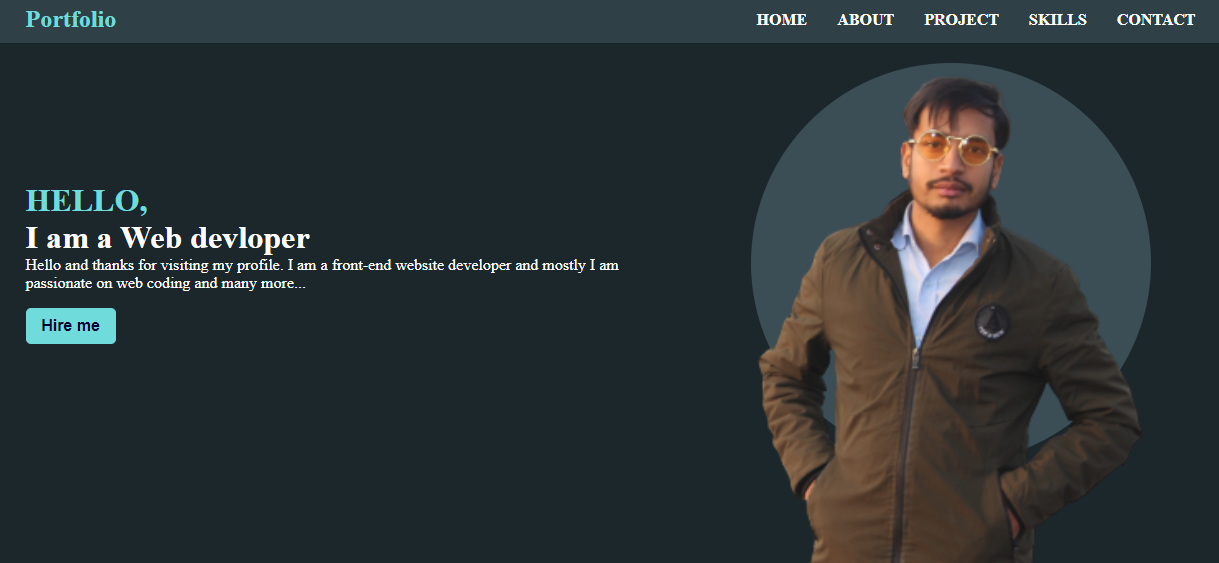 Portfolio
HOME ABOUT PROJECT SKILLS CONTACT
HELLO,
I am a Web devloper
Hello and thanks for visiting my profile. I am a front-end website developer and mostly I am
passionate on web coding and many more...
Hire me